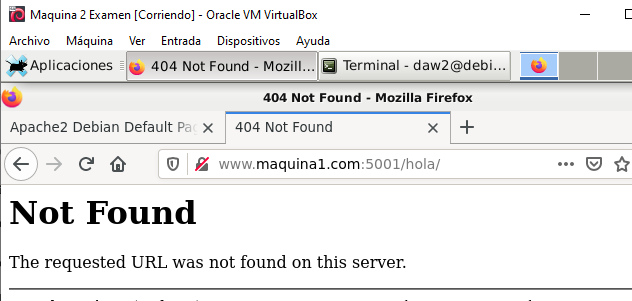 Maquina 2 Examen [Corriendo] - Oracle VM VirtualBox
Archivo Máquina Ver Entrada Dispositivos Ayuda
Aplicaciones 404 Not Found - Mozill... Terminal - daw2@debi...
404 Not Found - Mozilla Firefox
Apache2 Debian Default Pa 404 Not Found
www.maquina1.com:5001/hola/
Not Found
The requested URL was not found on this server.